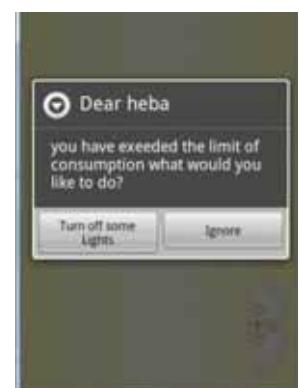 Dear heba
you have exeeded the limit of
consumption what would you
like to do?
Turn off some
Lights
Ignore